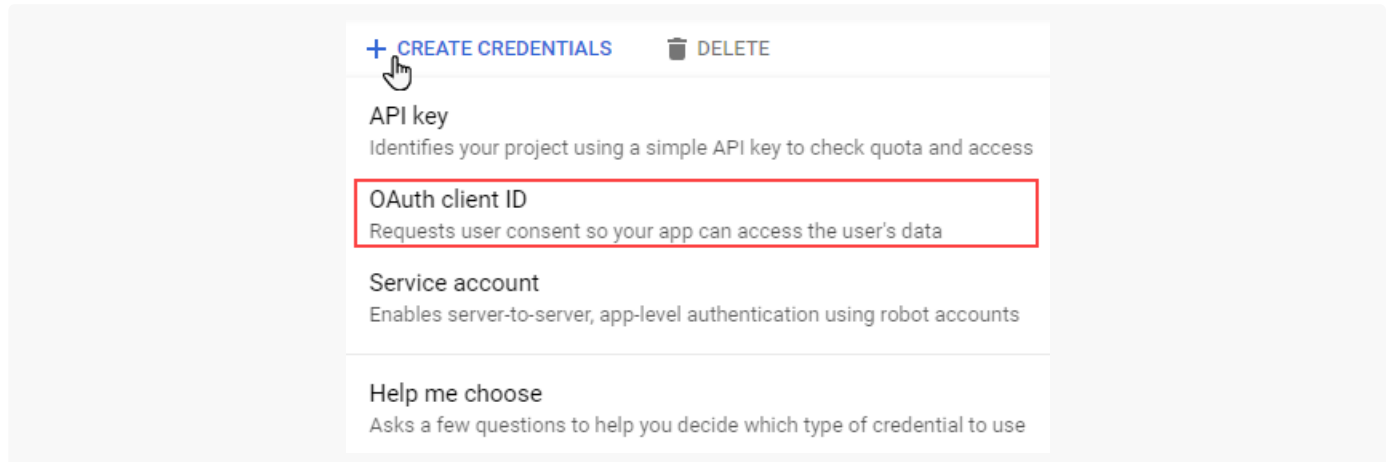 + CREATE CREDENTIALS DELETE
API key
Identifies your project using a simple API key to check quota and access
OAuth client ID
Requests user consent so your app can access the user's data
Service account
Enables server-to-server, app-level authentication using robot accounts
Help me choose
Asks a few questions to help you decide which type of credential to use